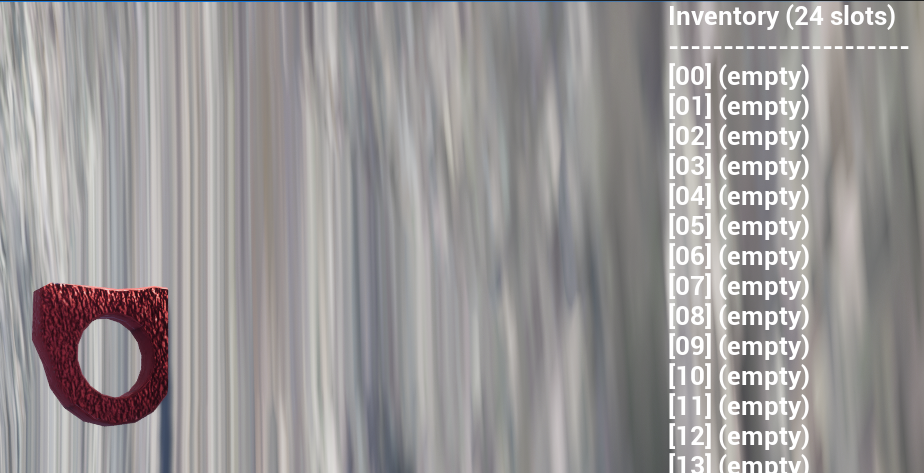 Inventory (24 slots)
----------------------
[00] (empty)
[01] (empty)
[02] (empty)
[03] (empty)
[04] (empty)
[05] (empty)
[06] (empty)
[07] (empty)
[08] (empty)
[09] (empty)
[10] (empty)
[11] (empty)
[12] (empty)
[13] (empty)